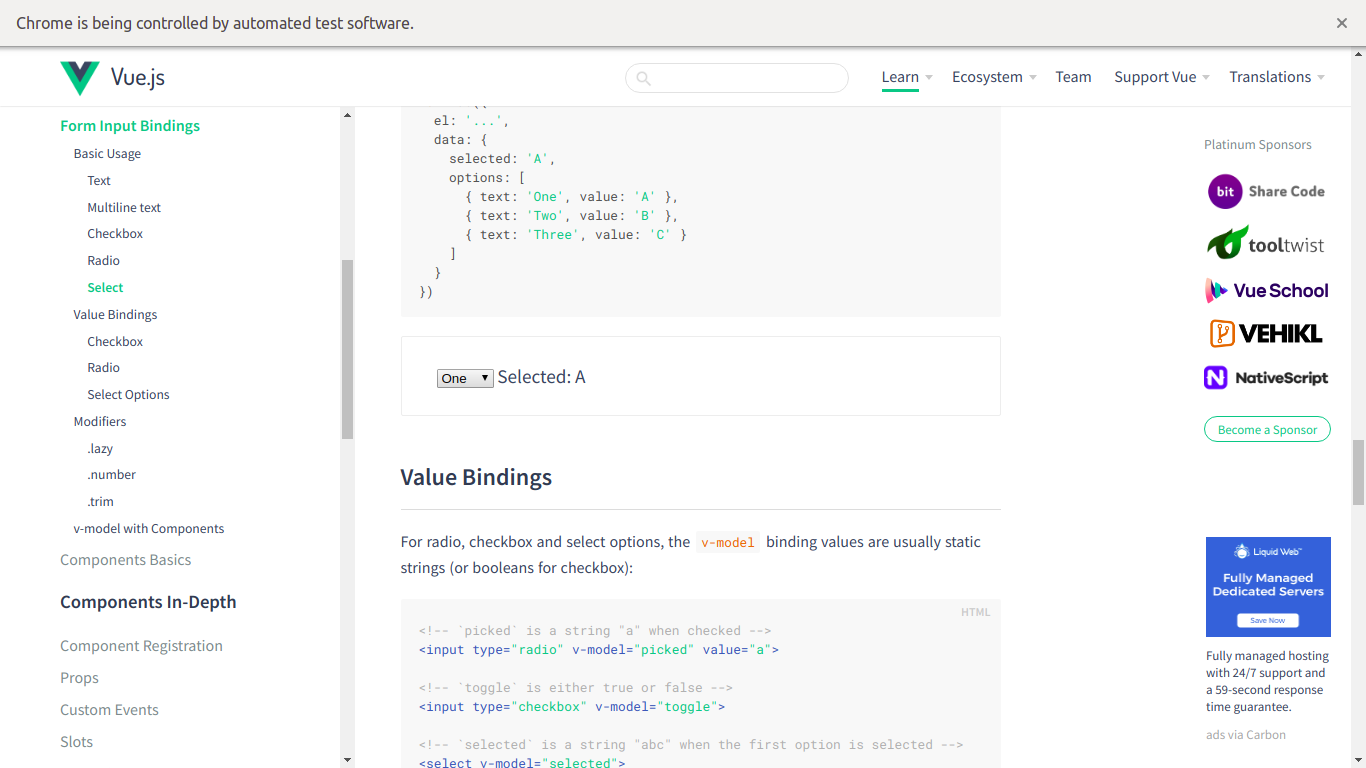 Chrome is being controlled by automated test software.
Vue.js
Learn
Ecosystem
Team
Support Vue
Translations
Form Input Bindings
Basic Usage
Text
Multiline text
Checkbox
Radio
Select
Value Bindings
Checkbox
Radio
Select Options
Modifiers
.lazy
.number
.trim
v-model with Components
Components Basics
Components In-Depth
Component Registration
Props
Custom Events
Slots
el: '...',
data: {
selected: 'A',
options: [
{ text: 'One', value: 'A' },
{ text: 'Two', value: 'B' },
{ text: 'Three', value: 'C' }
]
}
})
One Selected: A
Value Bindings
For radio, checkbox and select options, the v-model binding values are usually static
strings (or booleans for checkbox):
HTML
<!-- `picked` is a string "a" when checked -->
<input type="radio" v-model="picked" value="a">
<!-- `toggle` is either true or false -->
<input type="checkbox" v-model="toggle">
<!-- `selected` is a string "abc" when the first option is selected -->
<select v-model="selected">
Platinum Sponsors
bit Share Code
tooltwist
Vue School
VEHIKL
NativeScript
Become a Sponsor
Liquid Web™
Fully Managed
Dedicated Servers
Save Now
Fully managed hosting
with 24/7 support and
a 59-second response
time guarantee.
ads via Carbon